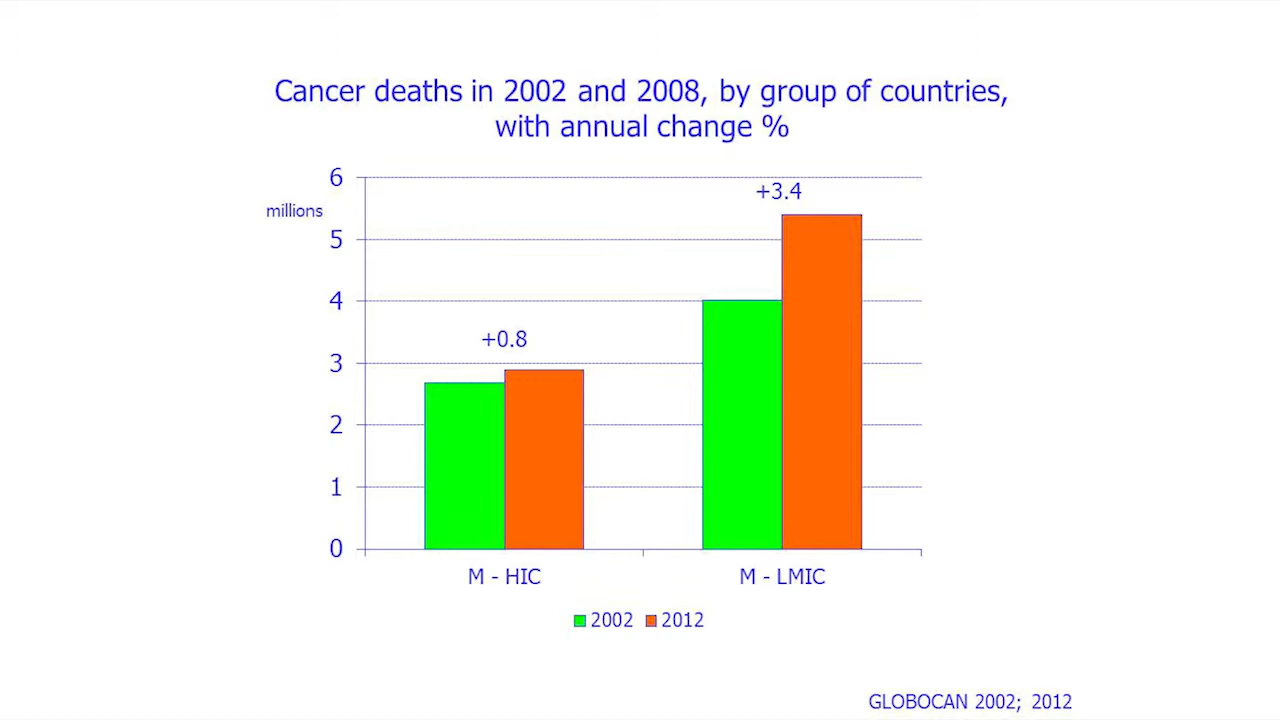 Cancer deaths in 2002 and 2008, by group of countries,
with annual change %
6
millions
5
4
3
2
1
0
+0.8
+3.4
M - HIC
M - LMIC
2002
2012
GLOBOCAN 2002; 2012